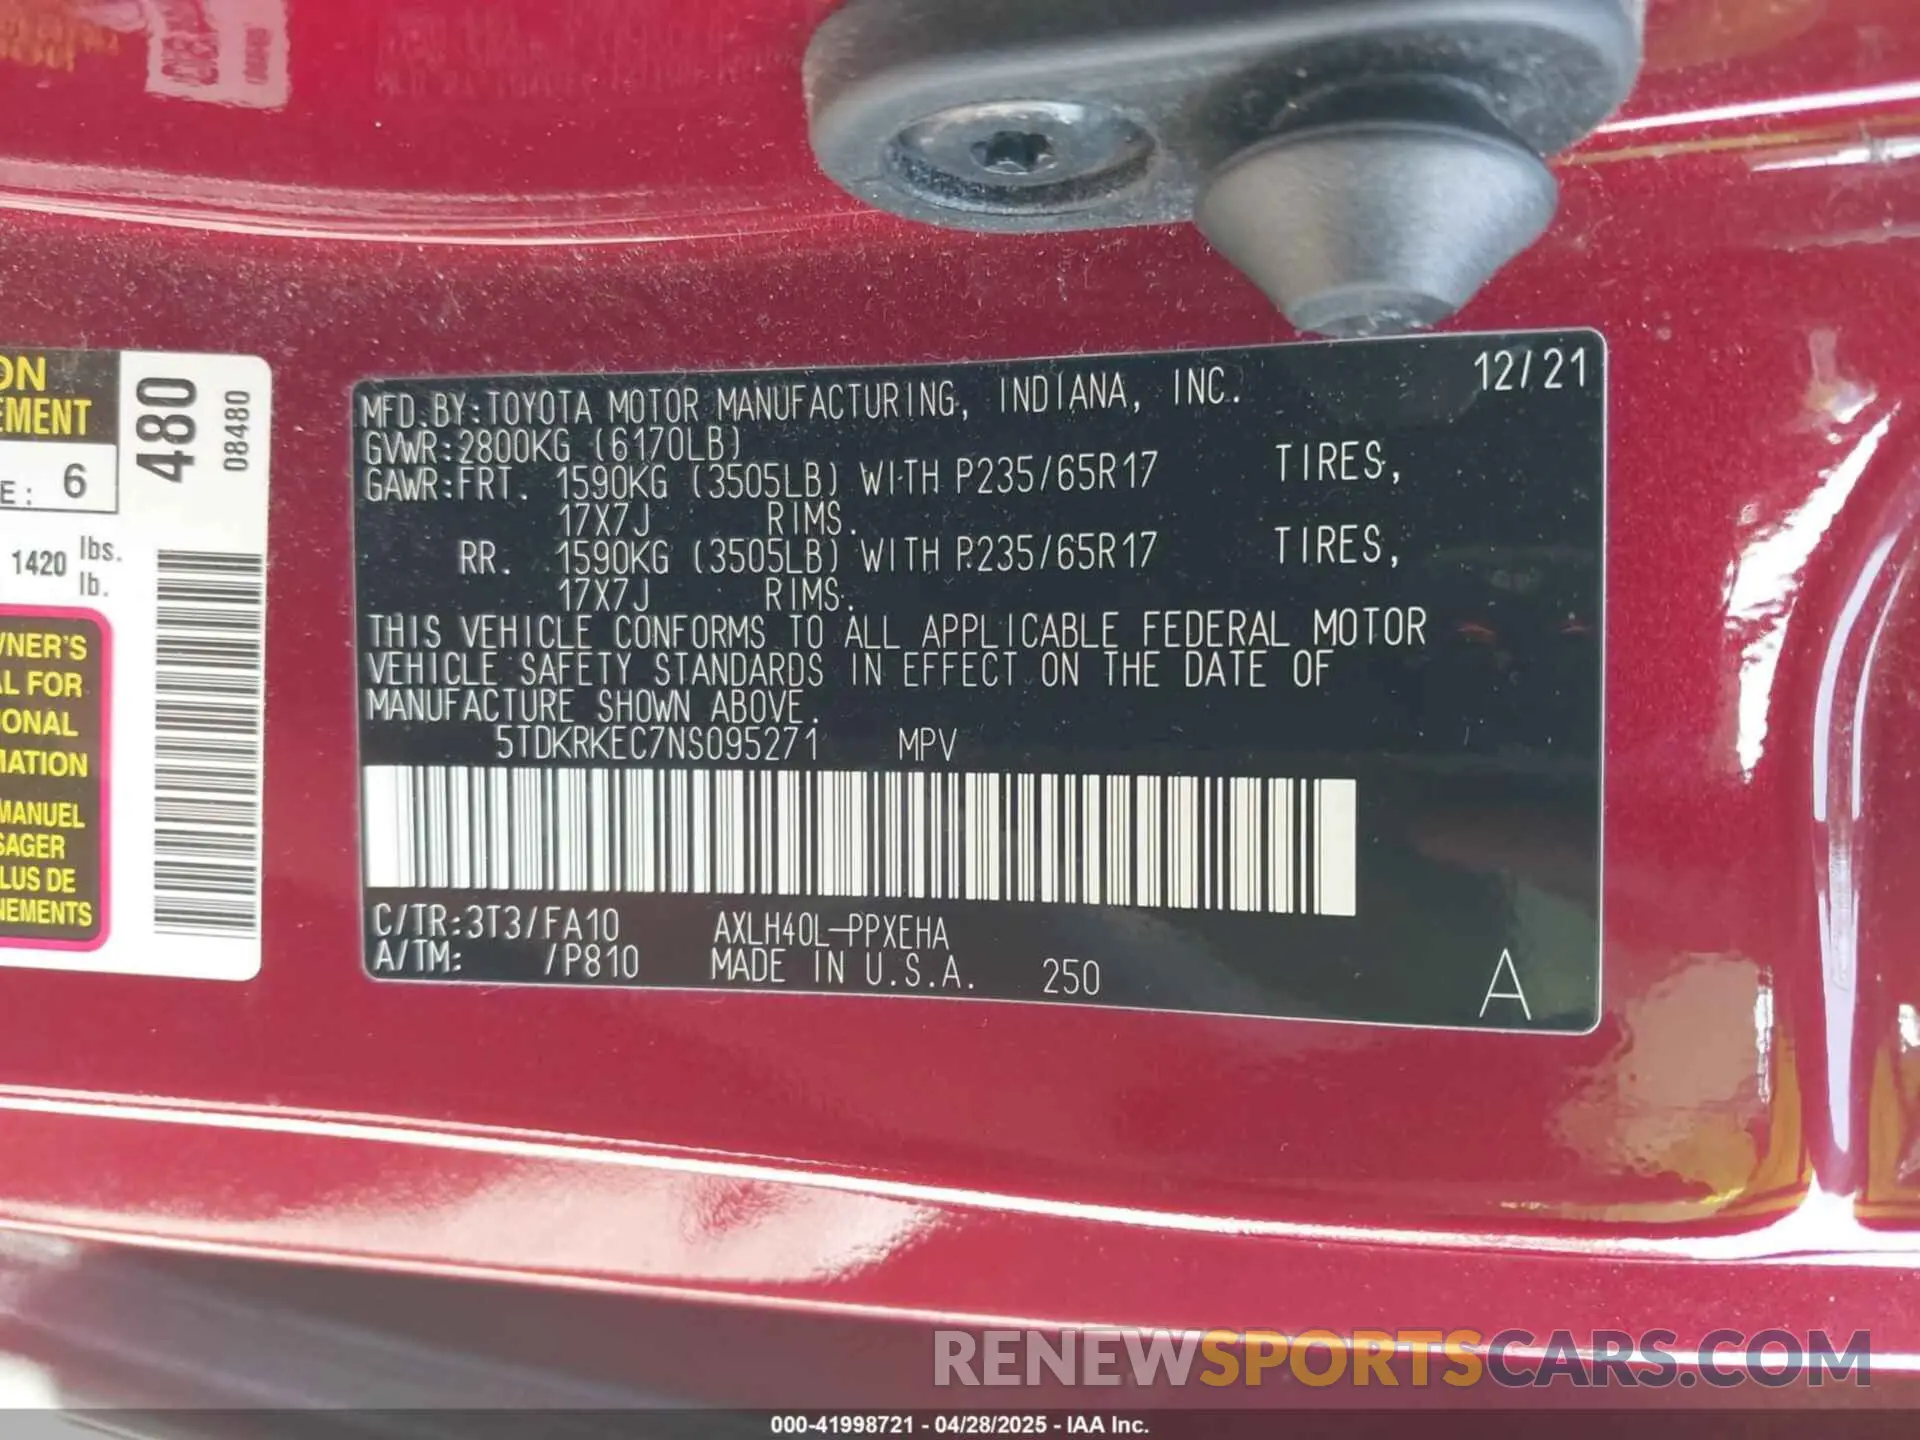 ON
EMENT
E: 6
480
08480
1420 lbs.
lb.
NER'S
L FOR
IONAL
MATION
MANUEL
SAGER
LUS DE
NEMENTS
MFD.BY:TOYOTA MOTOR MANUFACTURING, INDIANA, INC. 12/21
GVWR:2800KG (6170LB)
GAWR:FRT. 1590KG (3505LB) WITH P235/65R17 TIRES,
17X7J RIMS.
RR. 1590KG (3505LB) WITH P235/65R17 TIRES,
17X7J RIMS.
THIS VEHICLE CONFORMS TO ALL APPLICABLE FEDERAL MOTOR
VEHICLE SAFETY STANDARDS IN EFFECT ON THE DATE OF
MANUFACTURE SHOWN ABOVE.
5TDKRKEC7NS095271 MPV
C/TR:3T3/FA10 AXLH40L-PPXEHA
A/TM: /P810 MADE IN U.S.A. 250
A
RENEWSPORTSCARS.COM
000-41998721 - 04/28/2025 - IAA Inc.